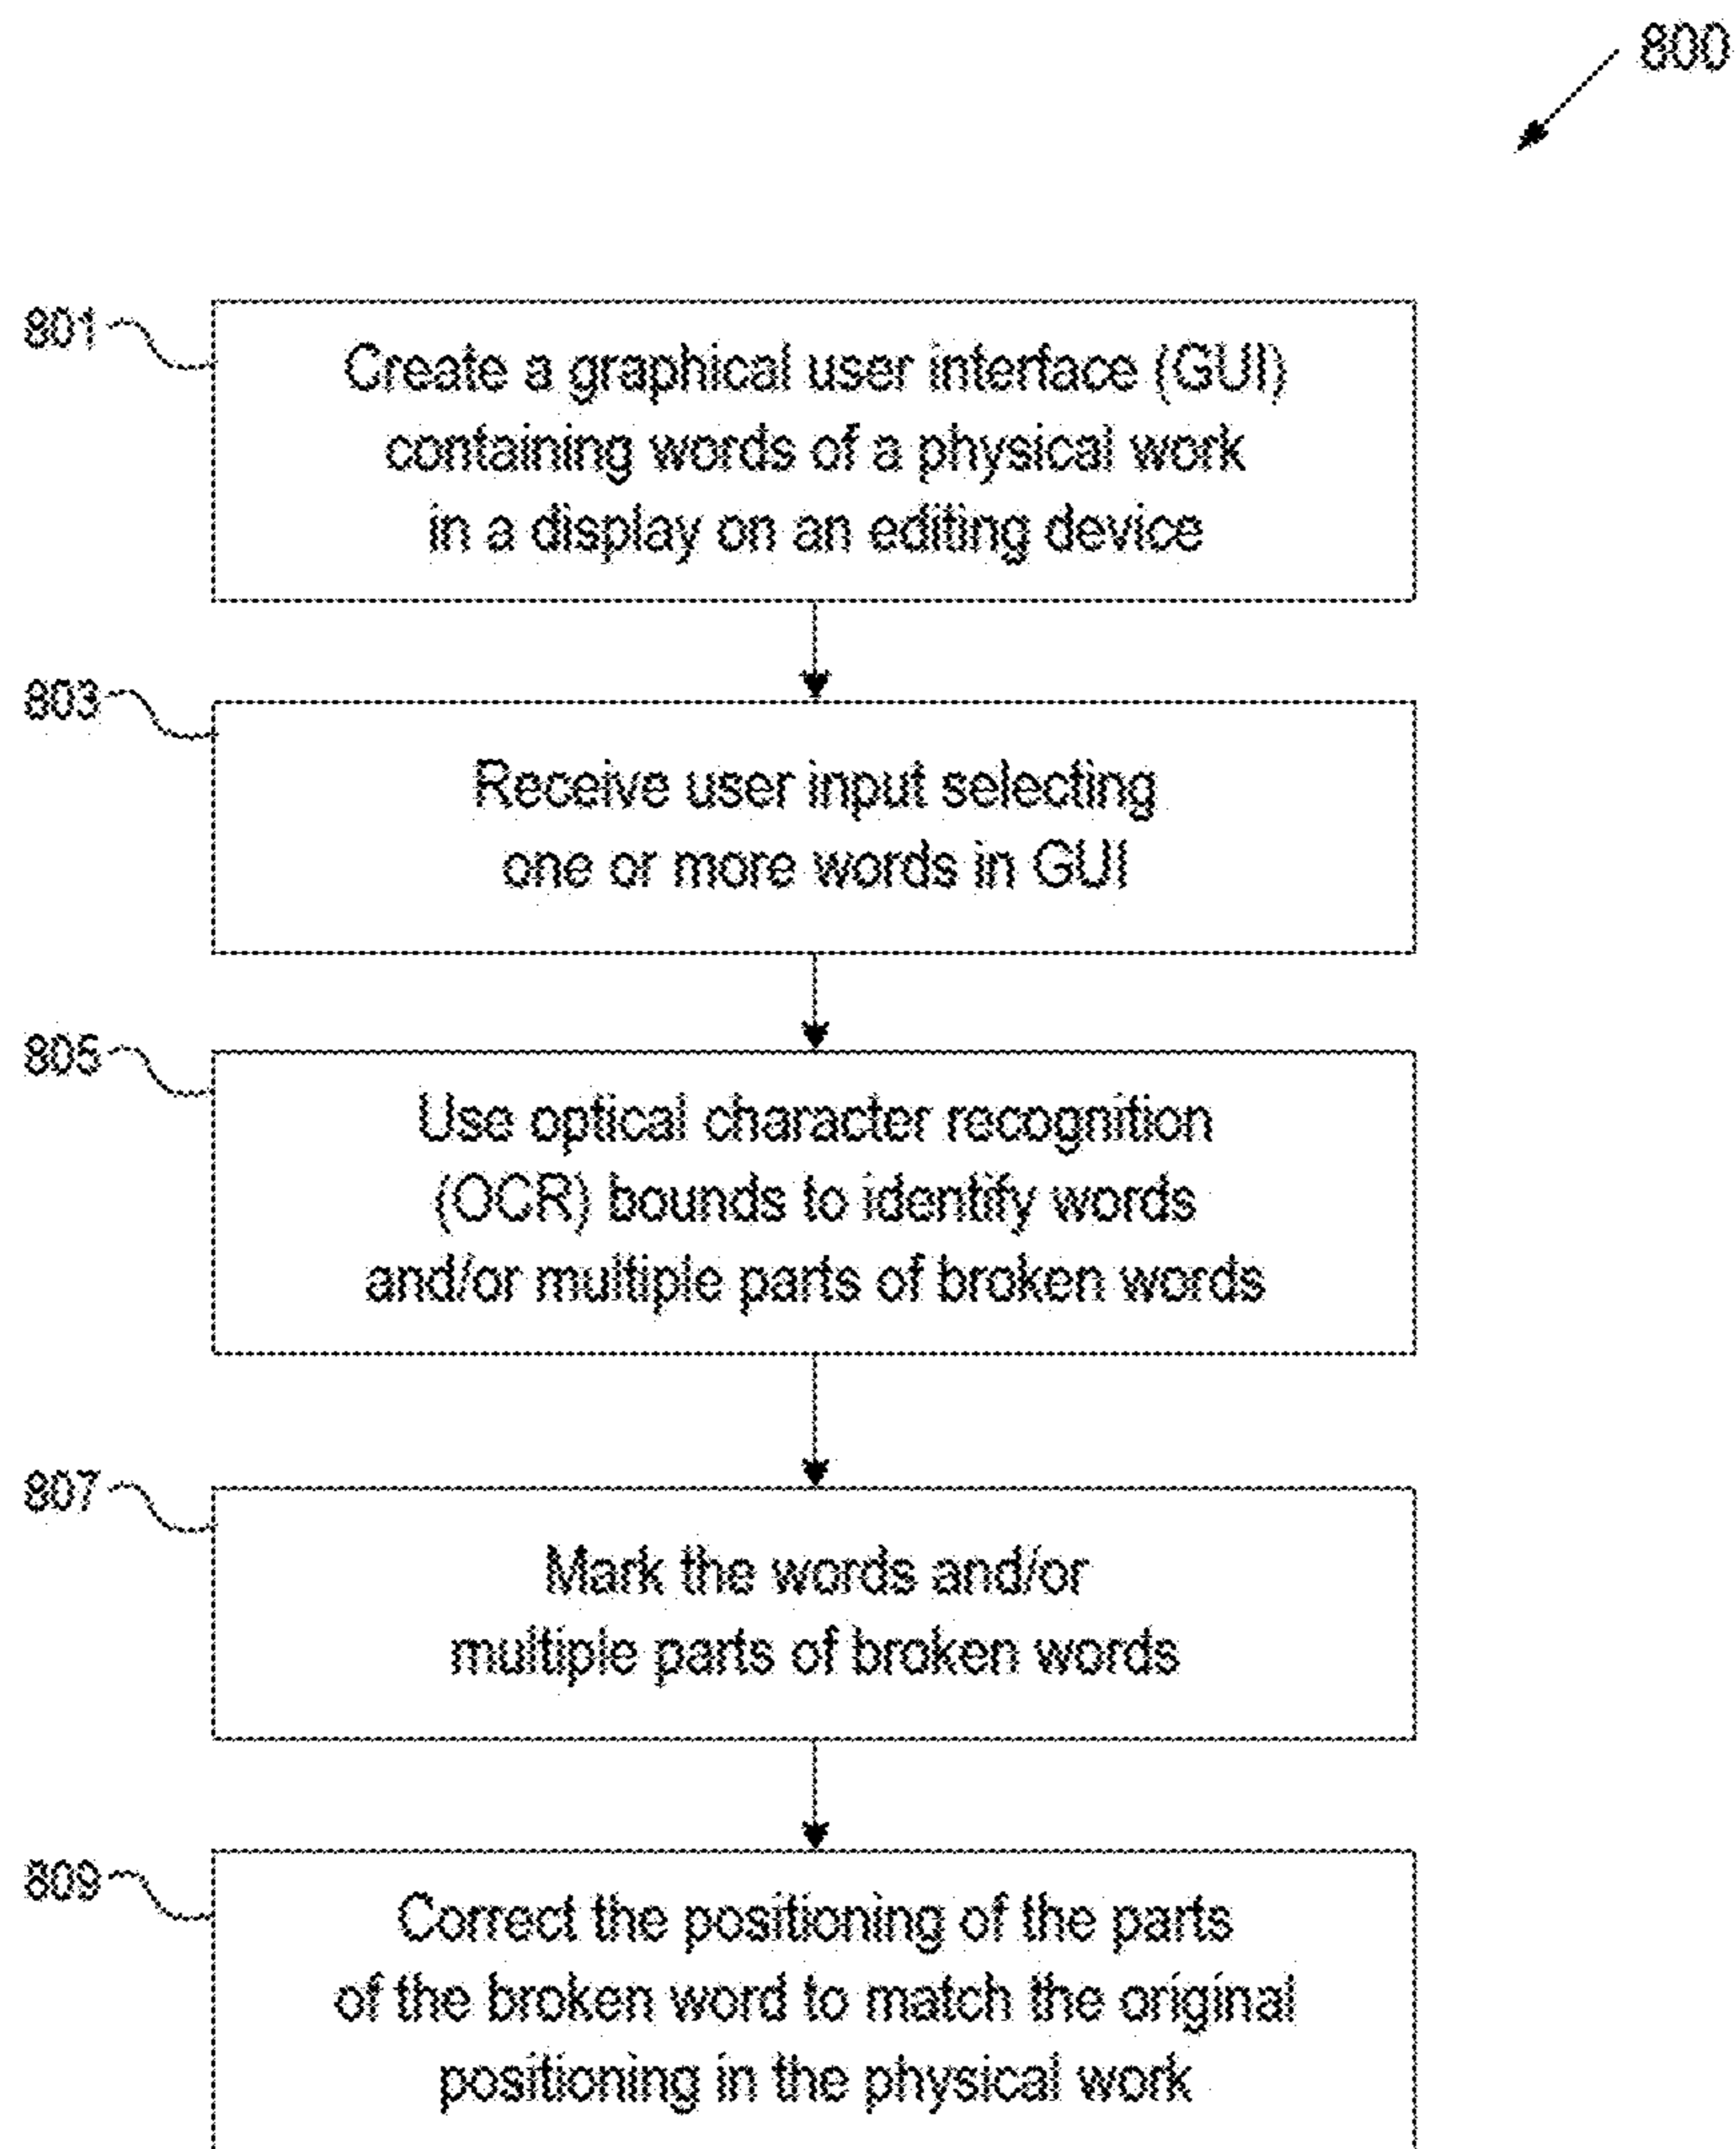 800
801
Create a graphical user interface (GUI)
containing words of a physical work
in a display on an editing device
803
Receive user input selecting
one or more words in GUI
805
Use optical character recognition
(OCR) bounds to identify words
and/or multiple parts of broken words
807
Mark the words and/or
multiple parts of broken words
809
Correct the positioning of the parts
of the broken word to match the original
positioning in the physical work